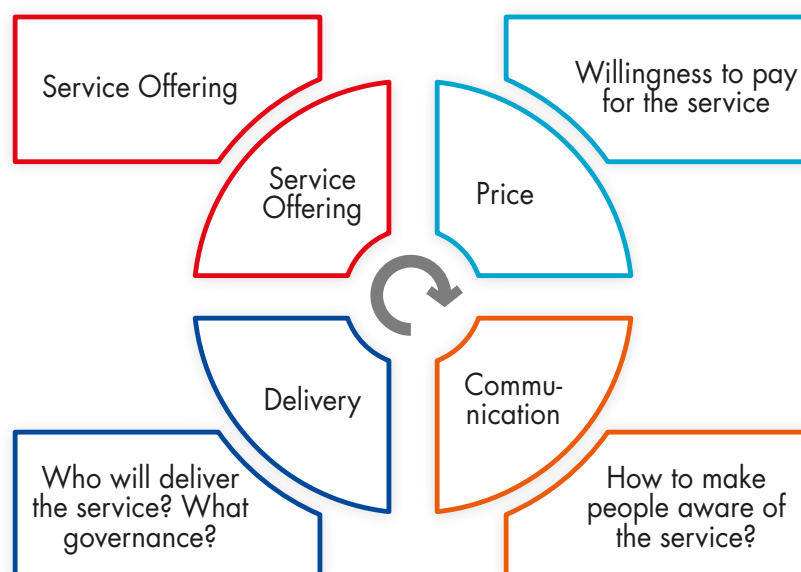 Service Offering
Willingness to pay
for the service
Service
Offering
Price
Delivery
Commu-
nication
Who will deliver
the service? What
governance?
How to make
people aware of
the service?